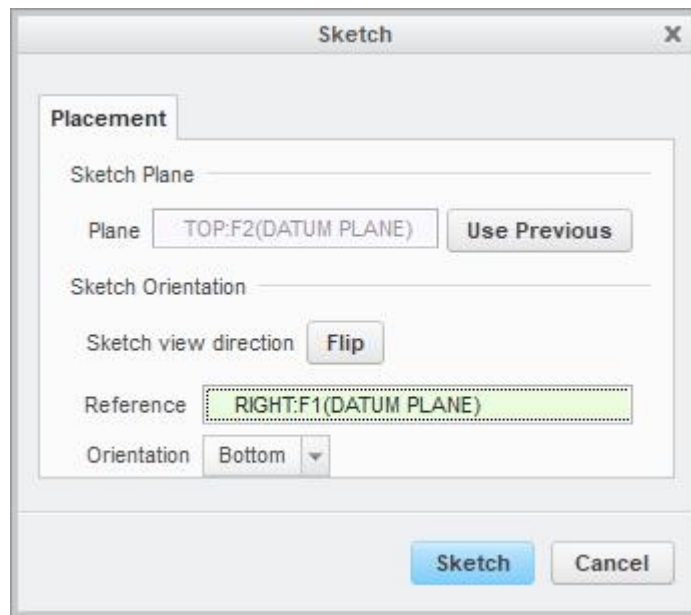 Sketch
Placement
Sketch Plane
Plane TOP:F2(DATUM PLANE) Use Previous
Sketch Orientation
Sketch view direction Flip
Reference RIGHT:F1(DATUM PLANE)
Orientation Bottom
Sketch Cancel